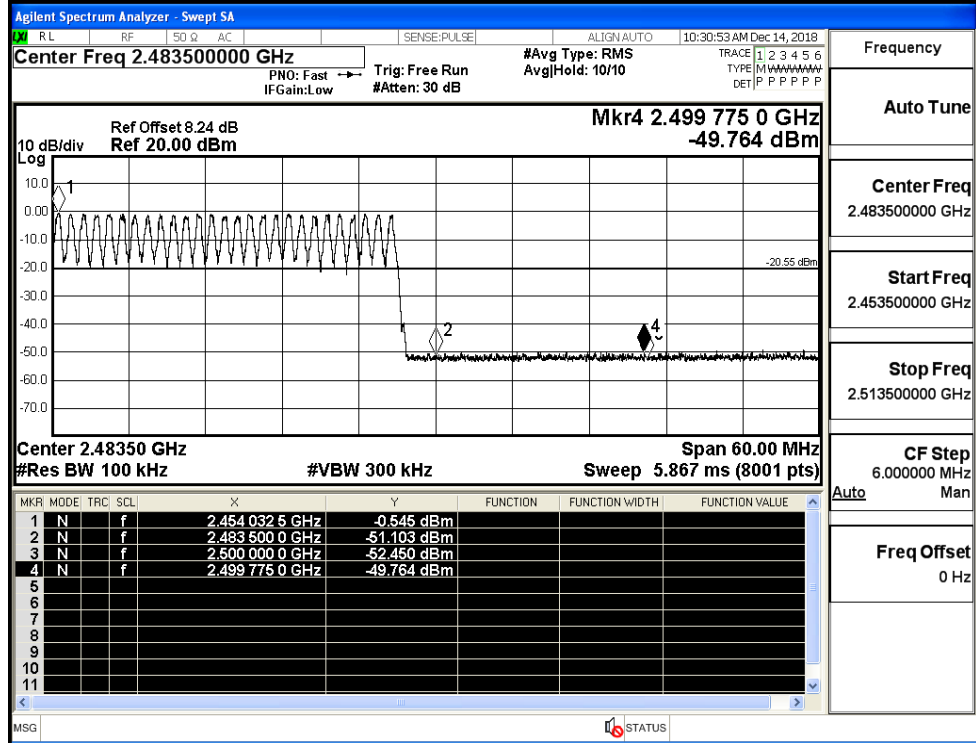 Agilent Spectrum Analyzer - Swept SA
LXI RL RF 50 Ω AC SENSE:PULSE ALIGN AUTO 10:30:53 AM Dec 14, 2018
Center Freq 2.483500000 GHz
PNO: Fast
IFGain:Low
Trig: Free Run
#Atten: 30 dB
#Avg Type: RMS
Avg|Hold: 10/10
TRACE 1 2 3 4 5 6
TYPE M WWWWW
DET P P P P P P
Ref Offset 8.24 dB
10 dB/div Ref 20.00 dBm
Log
Mkr4 2.499 775 0 GHz
-49.764 dBm
10.0
0.00
-10.0
-20.0
-30.0
-40.0
-50.0
-60.0
-70.0
1
-20.55 dBm
2
4
Center 2.48350 GHz Span 60.00 MHz
#Res BW 100 kHz #VBW 300 kHz Sweep 5.867 ms (8001 pts)
MKR MODE TRC SCL X Y FUNCTION FUNCTION WIDTH FUNCTION VALUE
1 N f 2.454 032 5 GHz -0.545 dBm
2 N f 2.483 500 0 GHz -51.103 dBm
3 N f 2.500 000 0 GHz -52.450 dBm
4 N f 2.499 775 0 GHz -49.764 dBm
5
6
7
8
9
10
11
MSG STATUS
Frequency
Auto Tune
Center Freq
2.483500000 GHz
Start Freq
2.453500000 GHz
Stop Freq
2.513500000 GHz
CF Step
6.000000 MHz
Auto Man
Freq Offset
0 Hz